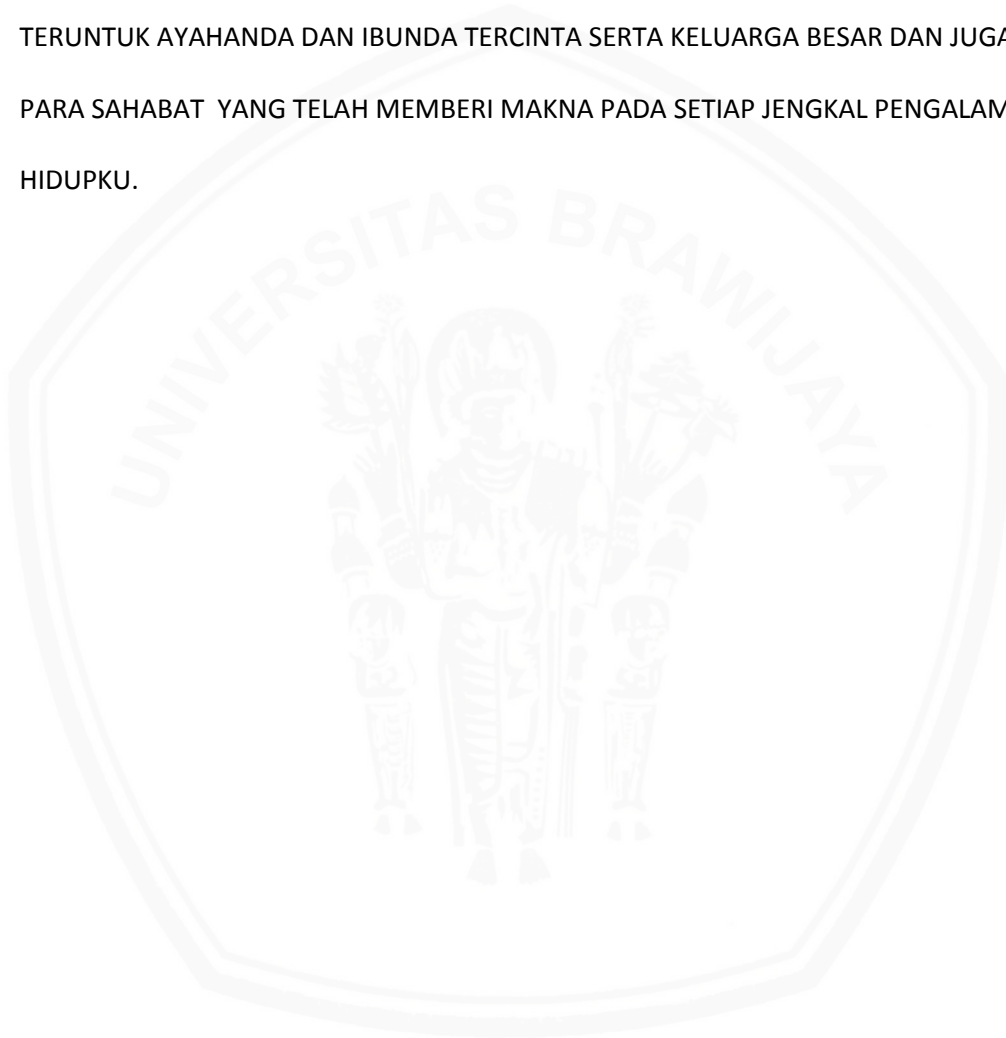 TERUNTUK AYAHANDA DAN IBUNDA TERCINTA SERTA KELUARGA BESAR DAN JUGA
PARA SAHABAT YANG TELAH MEMBERI MAKNA PADA SETIAP JENGKAL PENGALAM
HIDUPKU.
UNIVERSITAS BRAWIJAYA